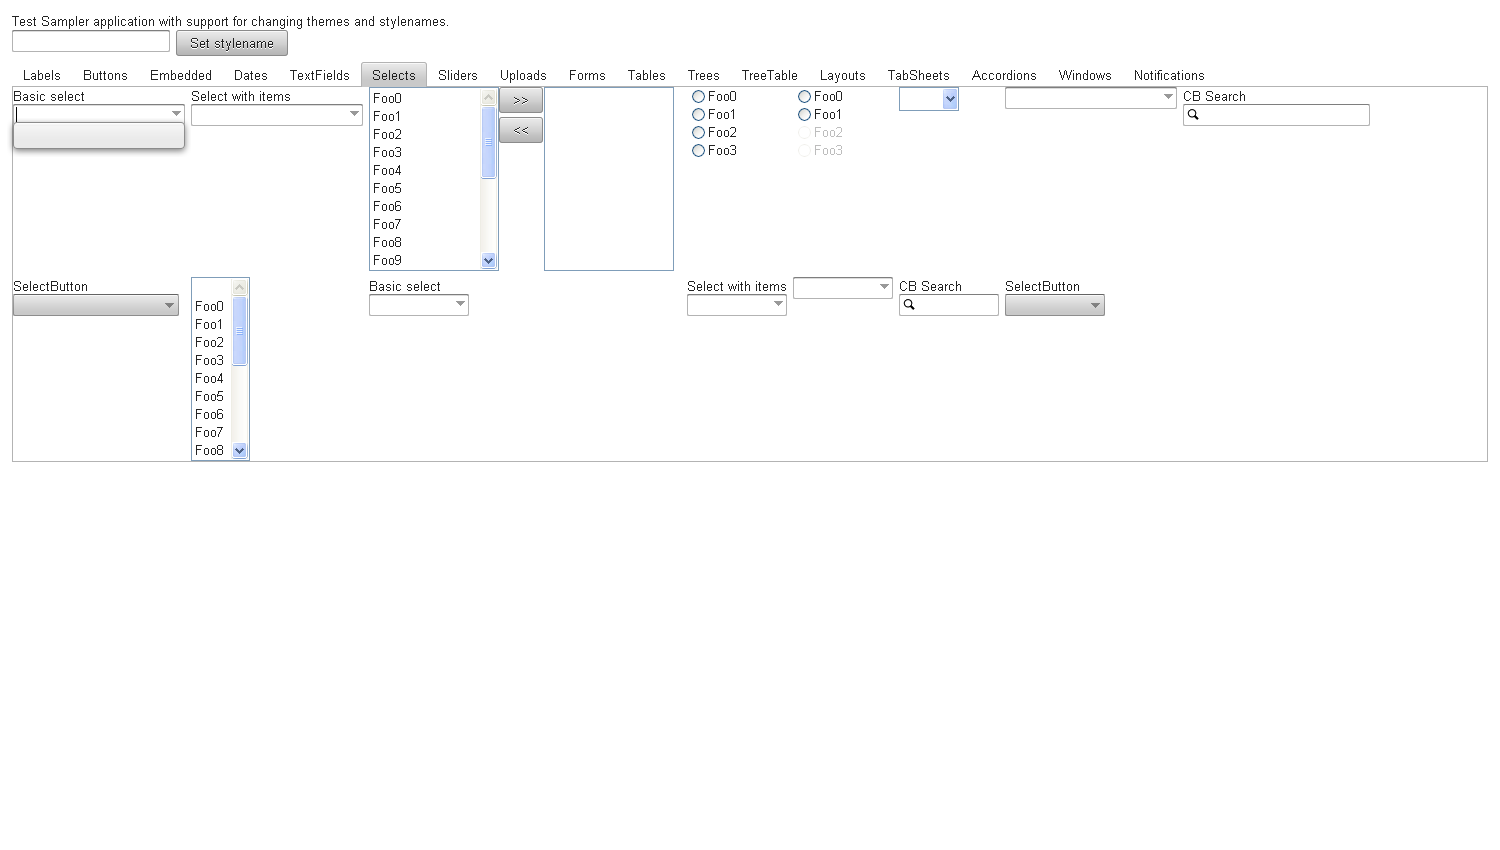 Test Sampler application with support for changing themes and stylenames.
Set stylename
Labels Buttons Embedded Dates TextFields Selects Sliders Uploads Forms Tables Trees TreeTable Layouts TabSheets Accordions Windows Notifications
Basic select
Select with items
Foo0
Foo1
Foo2
Foo3
Foo4
Foo5
Foo6
Foo7
Foo8
Foo9
>>
<<
Foo0
Foo1
Foo2
Foo3
Foo0
Foo1
Foo2
Foo3
CB Search
SelectButton
Foo0
Foo1
Foo2
Foo3
Foo4
Foo5
Foo6
Foo7
Foo8
Basic select
Select with items
CB Search
SelectButton